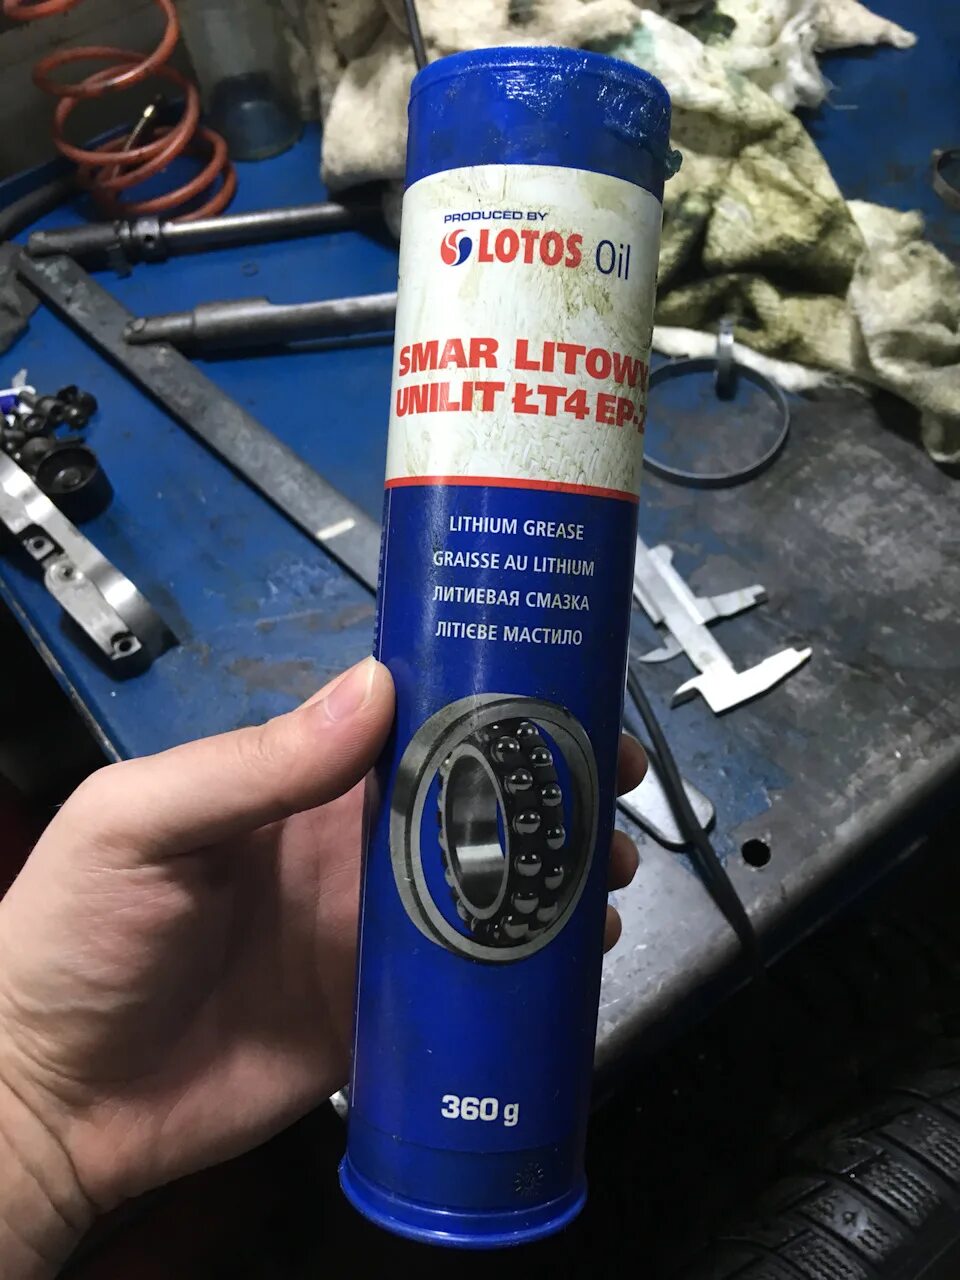 PRODUCED BY
LOTOS Oil
SMAR LITOWY
UNILIT ŁT4 EP-2
LITHIUM GREASE
GRAISSE AU LITHIUM
ЛИТИЕВАЯ СМАЗКА
ЛІТІЄВЕ МАСТИЛО
360 g